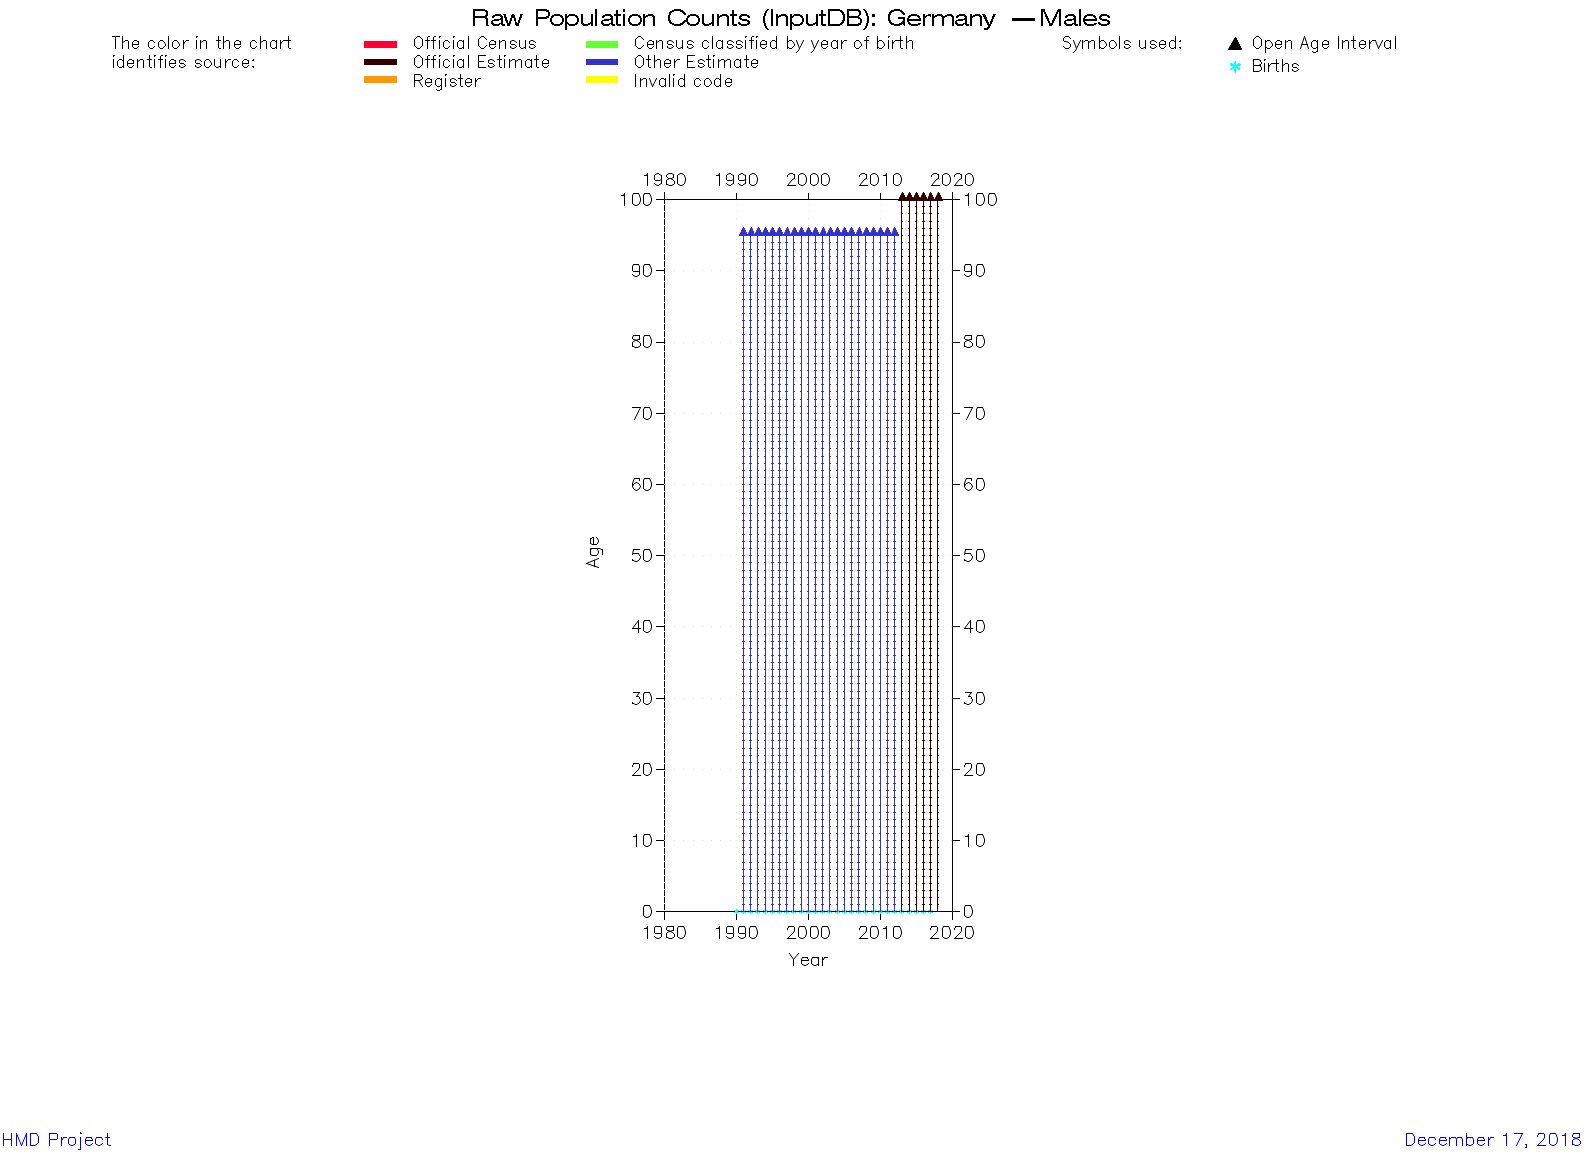 Raw Population Counts (InputDB): Germany — Males
The color in the chart
identifies source:
Official Census
Official Estimate
Register
Census classified by year of birth
Other Estimate
Invalid code
Symbols used:
Open Age Interval
Births
1980 1990 2000 2010 2020
100 100
90 90
80 80
70 70
60 60
50 50
40 40
30 30
20 20
10 10
0 0
Age
1980 1990 2000 2010 2020
Year
HMD Project
December 17, 2018